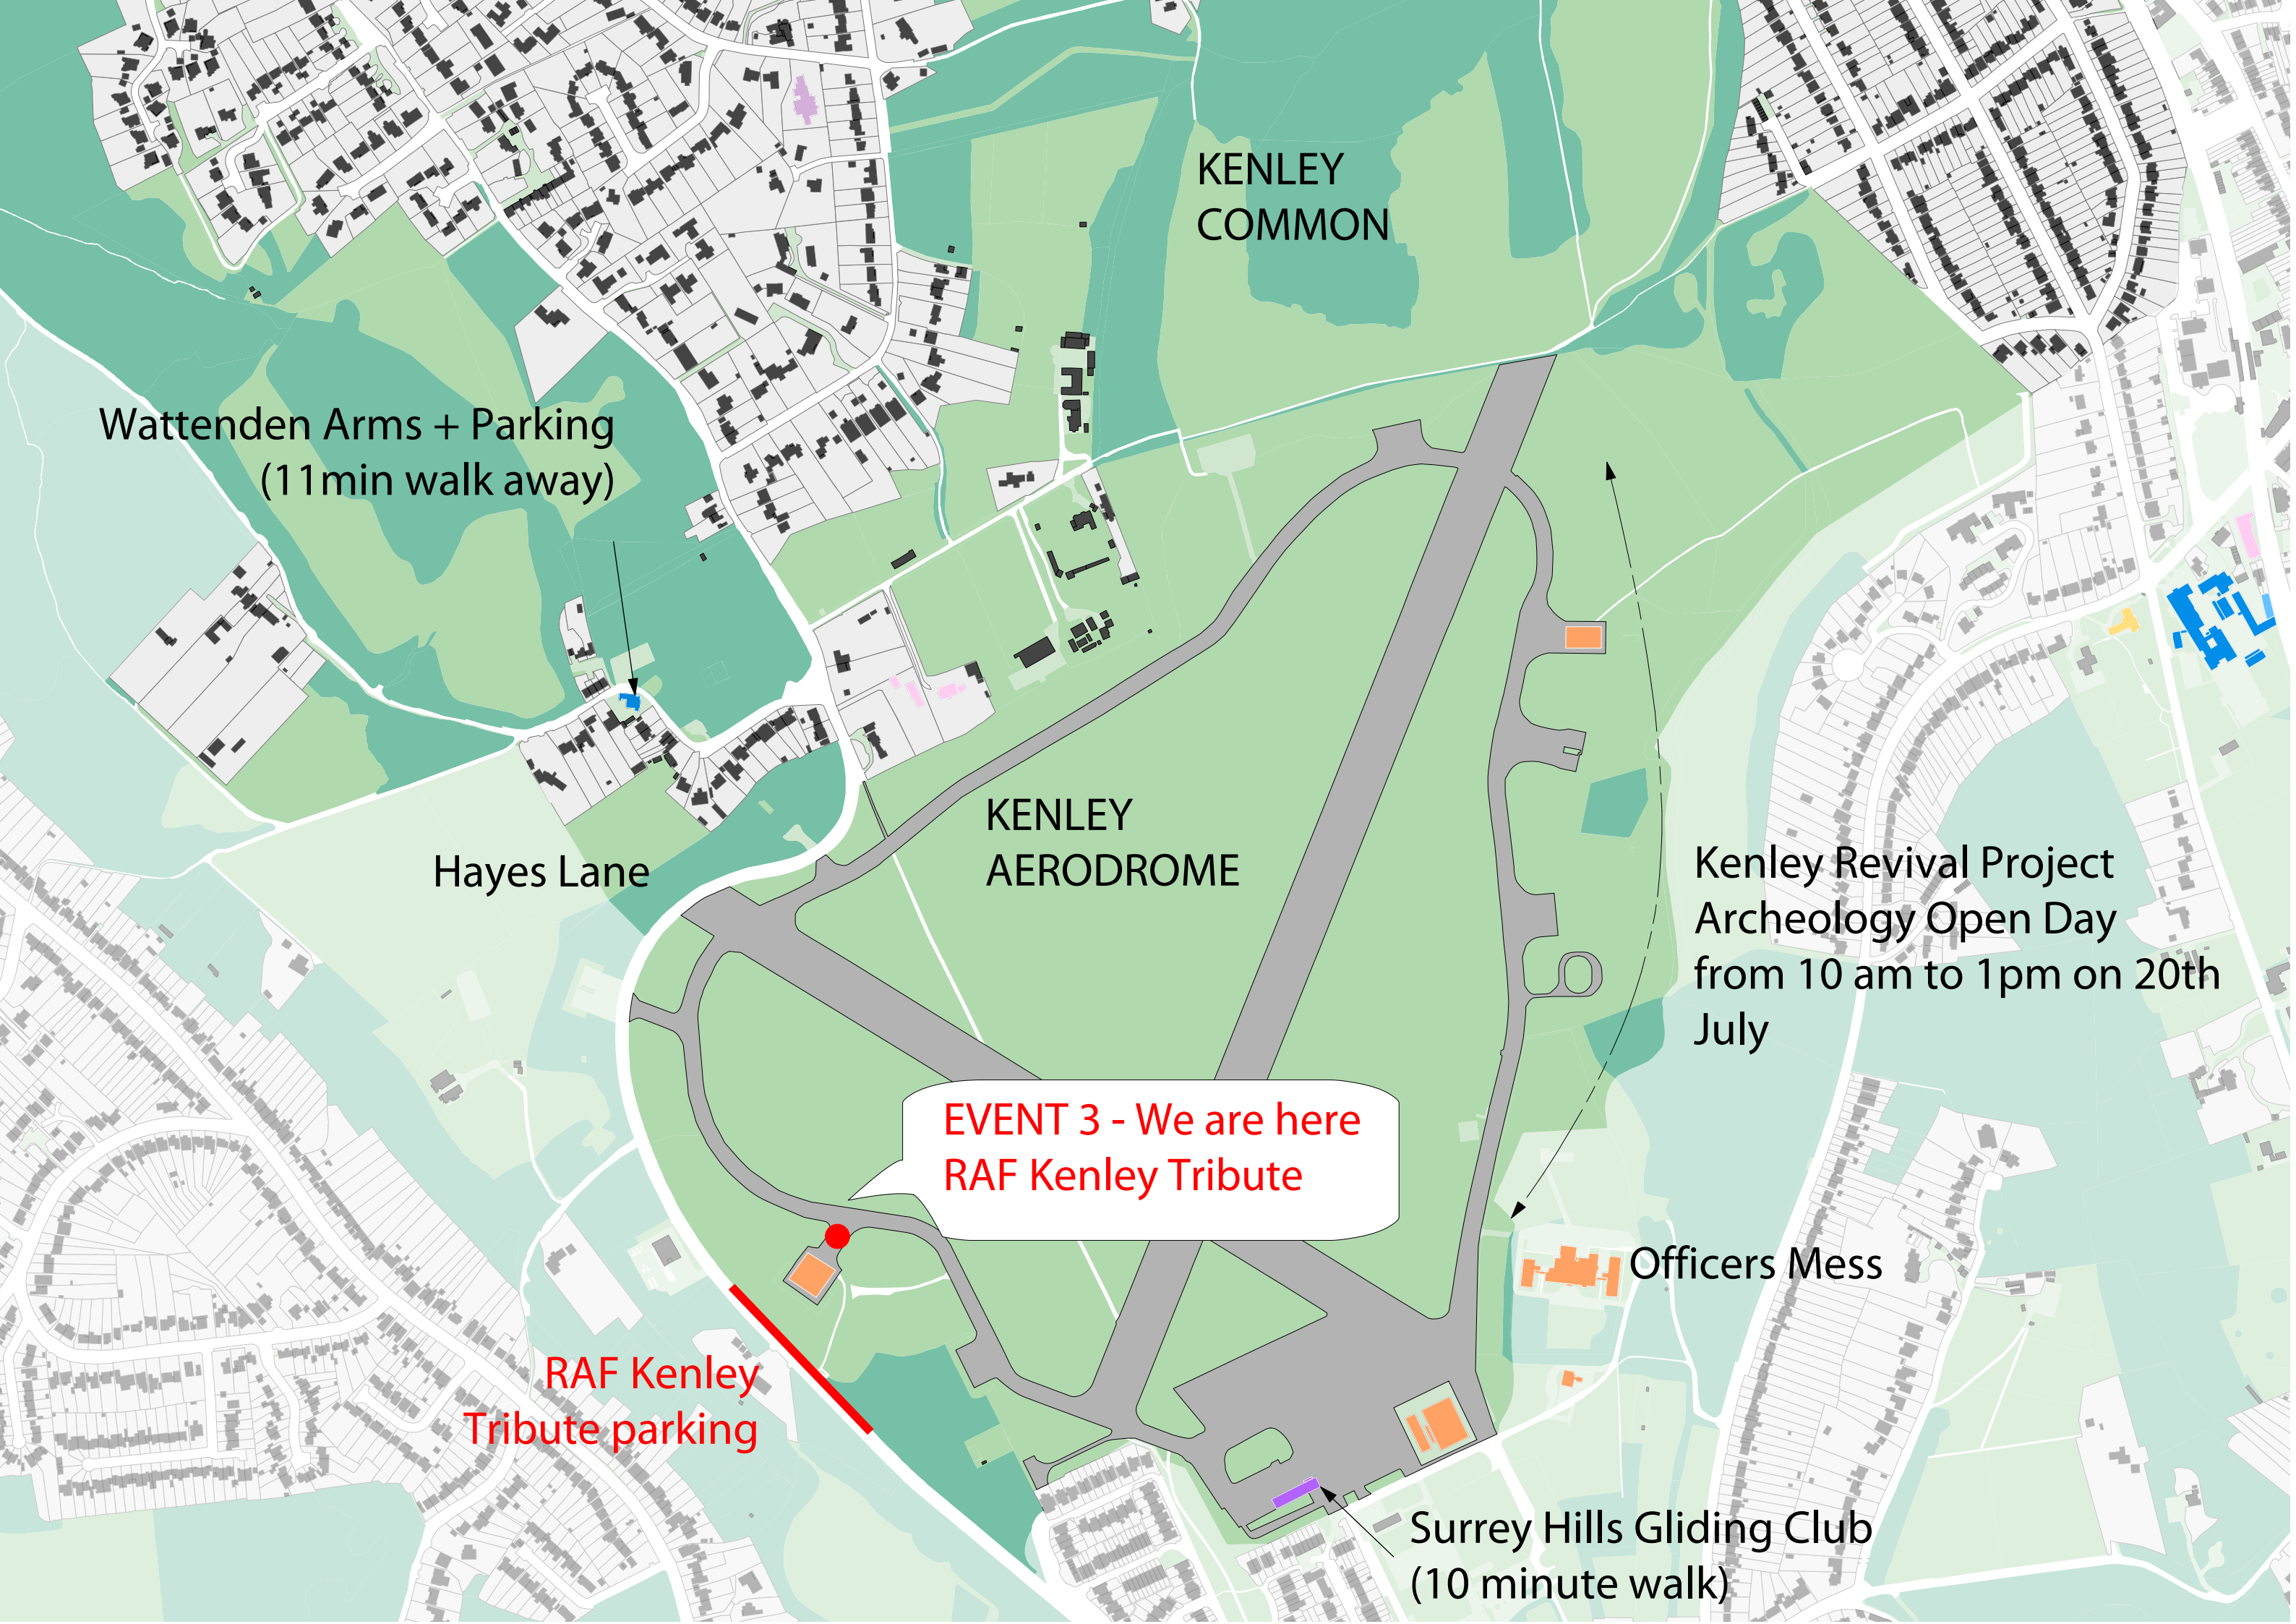 KENLEY
COMMON
Wattenden Arms + Parking
(11min walk away)
KENLEY
AERODROME
Hayes Lane
Kenley Revival Project
Archeology Open Day
from 10 am to 1pm on 20th
July
EVENT 3 - We are here
RAF Kenley Tribute
Officers Mess
RAF Kenley
Tribute parking
Surrey Hills Gliding Club
(10 minute walk)